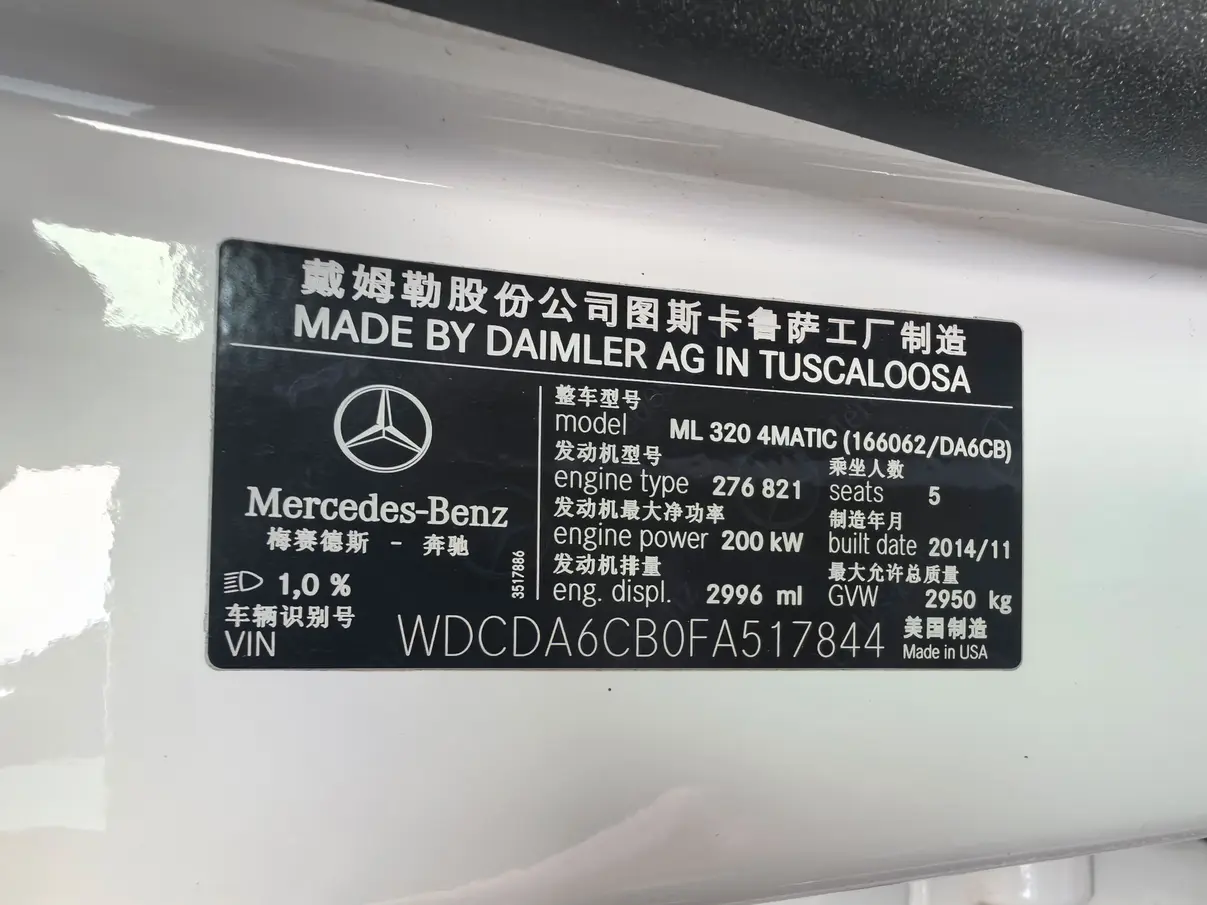 戴姆勒股份公司图斯卡鲁萨工厂制造
MADE BY DAIMLER AG IN TUSCALOOSA
Mercedes-Benz
梅赛德斯 - 奔驰
1,0 %
3517886
整车型号
model ML 320 4MATIC (166062/DA6CB)
发动机型号
engine type 276 821
乘坐人数
seats 5
发动机最大净功率
engine power 200 kW
制造年月
built date 2014/11
发动机排量
eng. displ. 2996 ml
最大允许总质量
GVW 2950 kg
车辆识别号
VIN WDCDA6CB0FA517844
美国制造
Made in USA